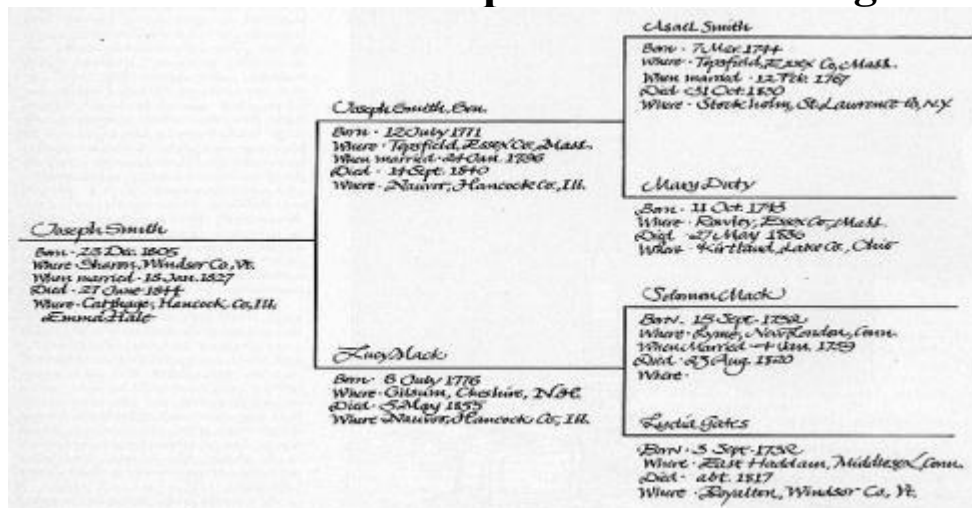 Asael Smith
Born · 7 Mar. 1744
Where · Topsfield, Essex Co, Mass.
When married · 12 Feb. 1767
Died · 31 Oct. 1830
Where · Stockholm, St. Lawrence Co, N.Y.
Joseph Smith, Sen.
Born · 12 July 1771
Where · Topsfield, Essex Co, Mass.
When married · 24 Jan. 1796
Died · 14 Sept. 1840
Where · Nauvoo, Hancock Co, Ill.
Mary Duty
Born · 11 Oct. 1743
Where · Rowley, Essex Co, Mass.
Died · 27 May 1836
Where · Kirtland, Lake Co, Ohio
Joseph Smith
Born · 23 Dec. 1805
Where · Sharon, Windsor Co, Vt.
When married · 18 Jan. 1827
Died · 27 June 1844
Where · Carthage, Hancock Co, Ill.
Emma Hale
Solomon Mack
Born · 15 Sept. 1732
Where · Lyme, New London, Conn.
When Married · 4 Jan. 1759
Died · 23 Aug. 1820
Where ·
Lucy Mack
Born · 8 July 1776
Where · Gilsum, Cheshire, N.H.
Died · 5 May 1855
Where Nauvoo, Hancock Co, Ill.
Lydia Gates
Born · 3 Sept. 1732
Where · East Haddam, Middlesex, Conn.
Died · abt. 1817
Where · Royalton, Windsor Co, Vt.